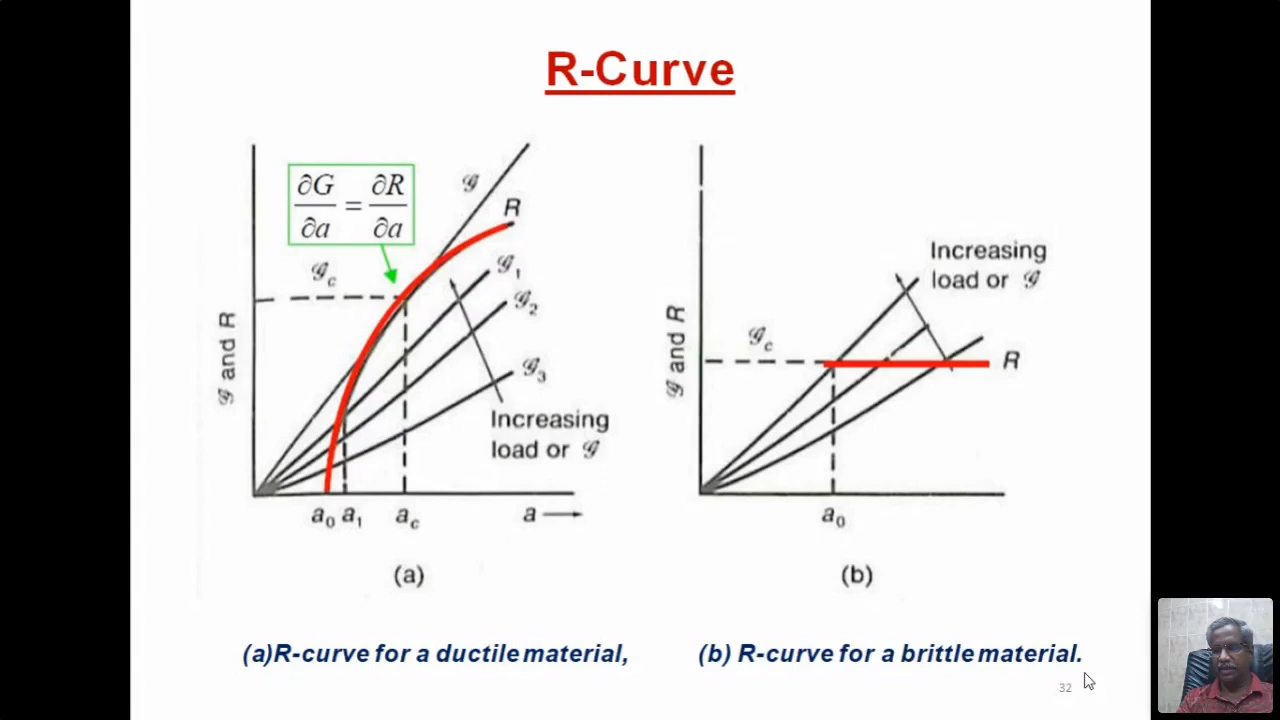 R-Curve
∂G/∂a = ∂R/∂a
𝒢
R
𝒢c
𝒢1
𝒢2
𝒢3
𝒢 and R
Increasing
load or 𝒢
a0 a1 ac a
(a)
Increasing
load or 𝒢
𝒢c
R
𝒢 and R
a0
(b)
(a)R-curve for a ductile material,
(b) R-curve for a brittle material.
32